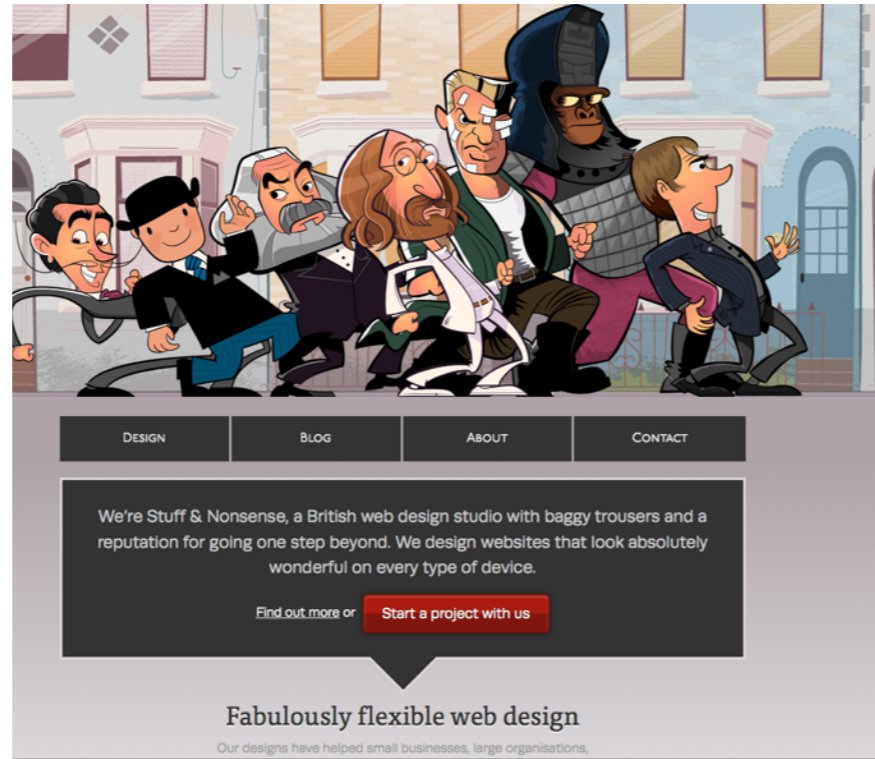 Design
Blog
About
Contact
We're Stuff & Nonsense, a British web design studio with baggy trousers and a
reputation for going one step beyond. We design websites that look absolutely
wonderful on every type of device.
Find out more or
Start a project with us
Fabulously flexible web design
Our designs have helped small businesses, large organisations,